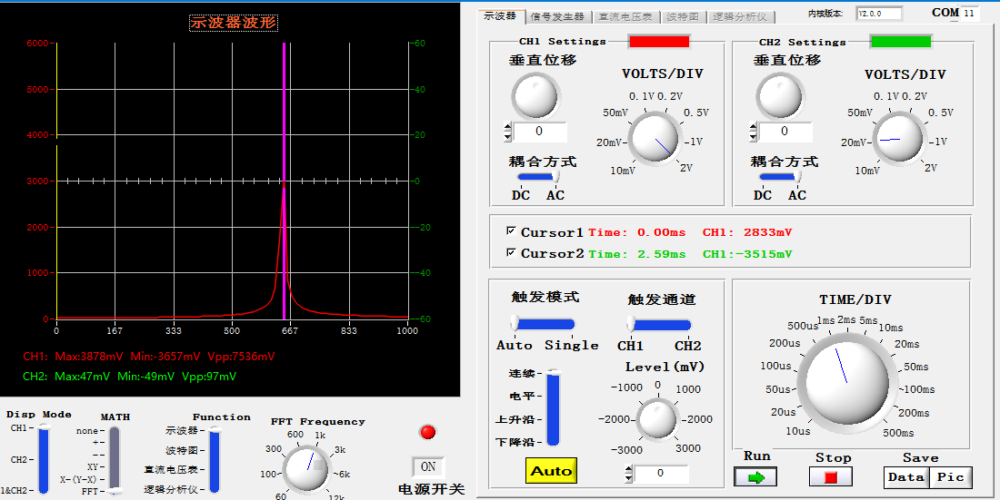 示波器波形
6000
5000
4000
3000
2000
1000
0
60
40
20
0
-20
-40
-60
0 167 333 500 667 833 1000
CH1: Max:3878mV Min:-3657mV Vpp:7536mV
CH2: Max:47mV Min:-49mV Vpp:97mV
Disp Mode
CH1
CH2
1&CH2
MATH
none
+
--
XY
X-(Y-X)
FFT
Function
示波器
波特图
直流电压表
逻辑分析仪
FFT Frequency
600 1k
300 3k
100 6k
60 12k
ON
电源开关
示波器 信号发生器 直流电压表 波特图 逻辑分析仪
内核版本: V2.0.0
COM 11
CH1 Settings
垂直位移
0
耦合方式
DC AC
VOLTS/DIV
0.1V 0.2V
50mV 0.5V
20mV 1V
10mV 2V
CH2 Settings
垂直位移
0
耦合方式
DC AC
VOLTS/DIV
0.1V 0.2V
50mV 0.5V
20mV 1V
10mV 2V
Cursor1 Time: 0.00ms CH1: 2833mV
Cursor2 Time: 2.59ms CH1:-3515mV
触发模式
Auto Single
触发通道
CH1 CH2
连续
电平
上升沿
下降沿
Auto
Level(mV)
0
-1000 1000
-2000 2000
-3000 3000
0
TIME/DIV
1ms 2ms 5ms
500us 10ms
200us 20ms
100us 50ms
50us 100ms
20us 200ms
10us 500ms
Run
Stop
Save
Data Pic